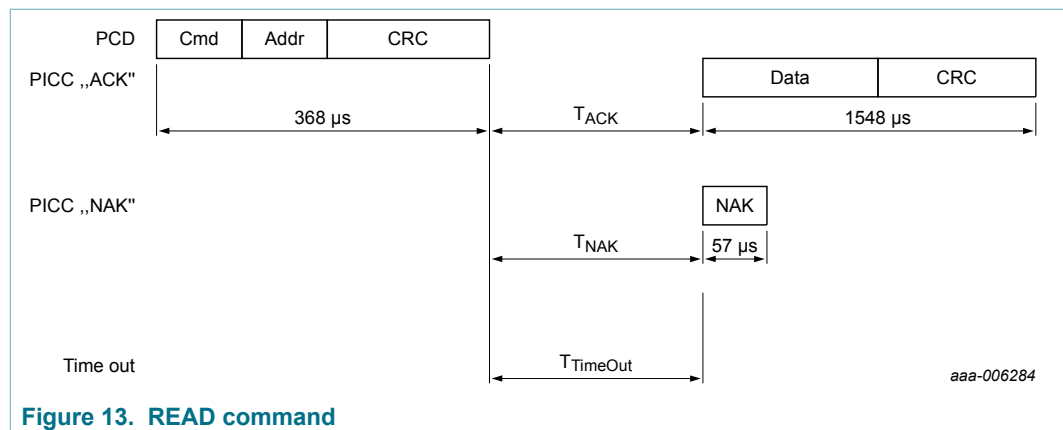 PCD Cmd Addr CRC
PICC ,,ACK" Data CRC
368 µs TACK 1548 µs
PICC ,,NAK" NAK
TNAK 57 µs
Time out TTimeOut aaa-006284
Figure 13. READ command